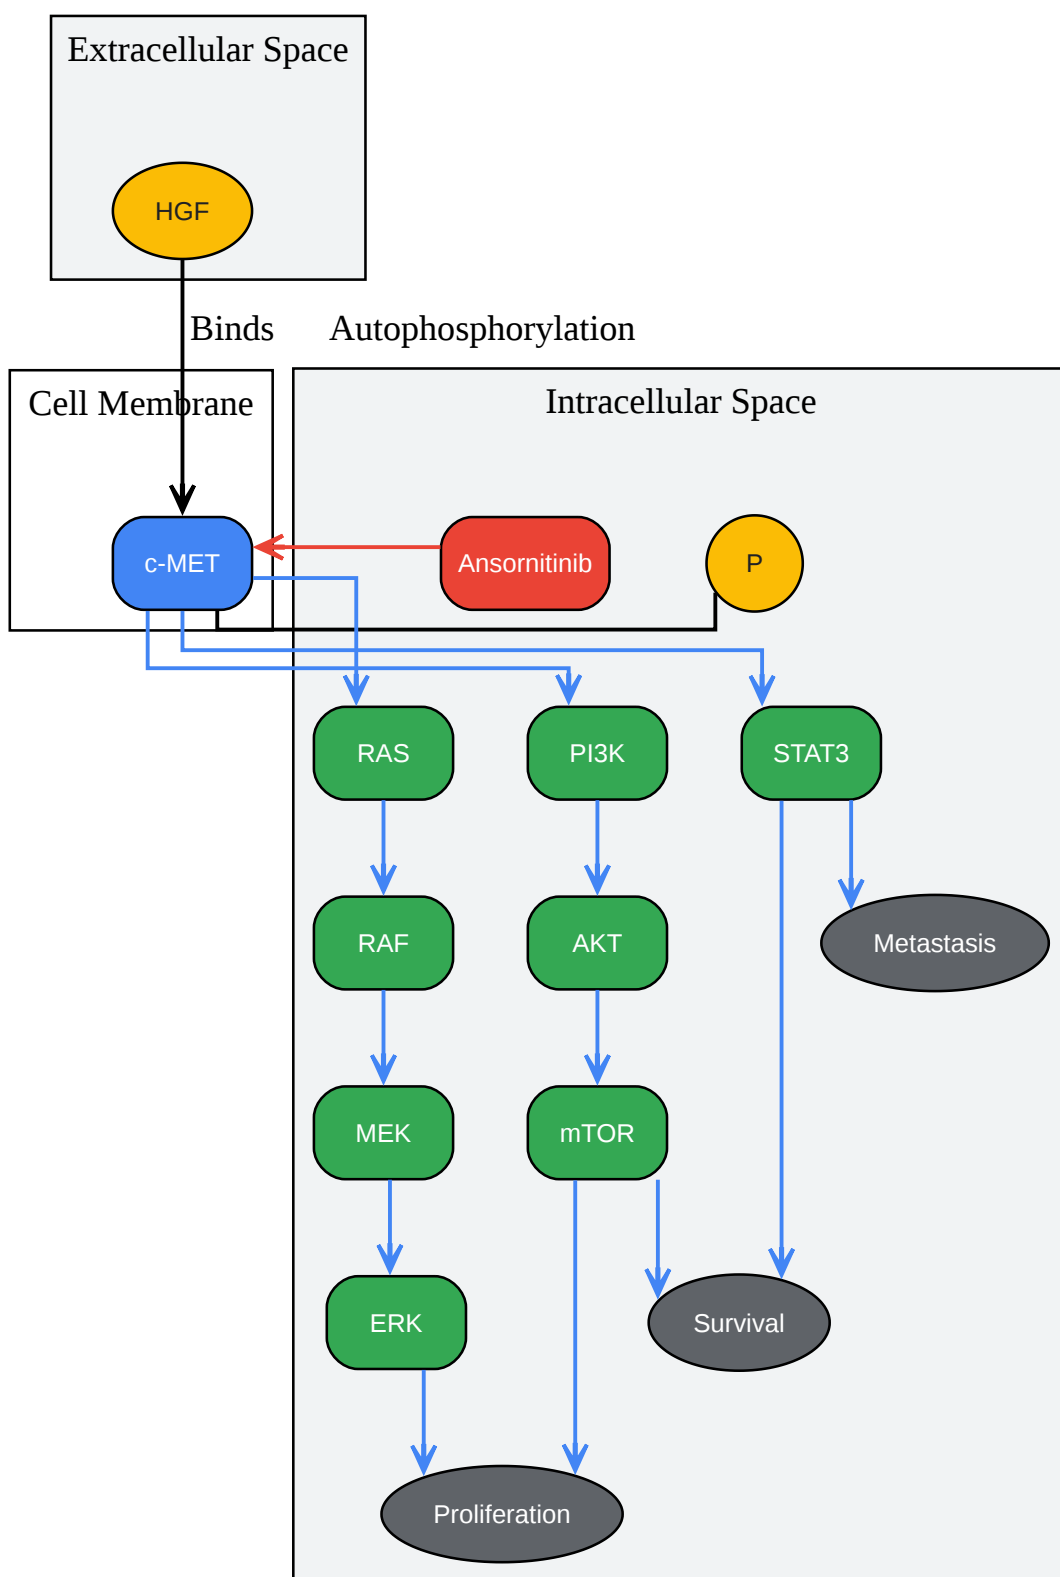 Extracellular Space
HGF
Binds
Autophosphorylation
Cell Membrane
Intracellular Space
c-MET
Ansornitinib
P
RAS
PI3K
STAT3
RAF
AKT
Metastasis
MEK
mTOR
ERK
Survival
Proliferation